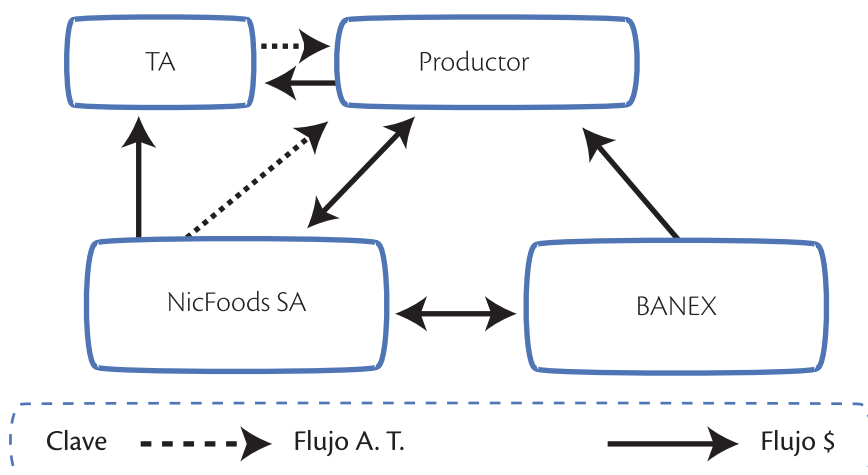 TA
Productor
NicFoods SA
BANEX
Clave
Flujo A. T.
Flujo $